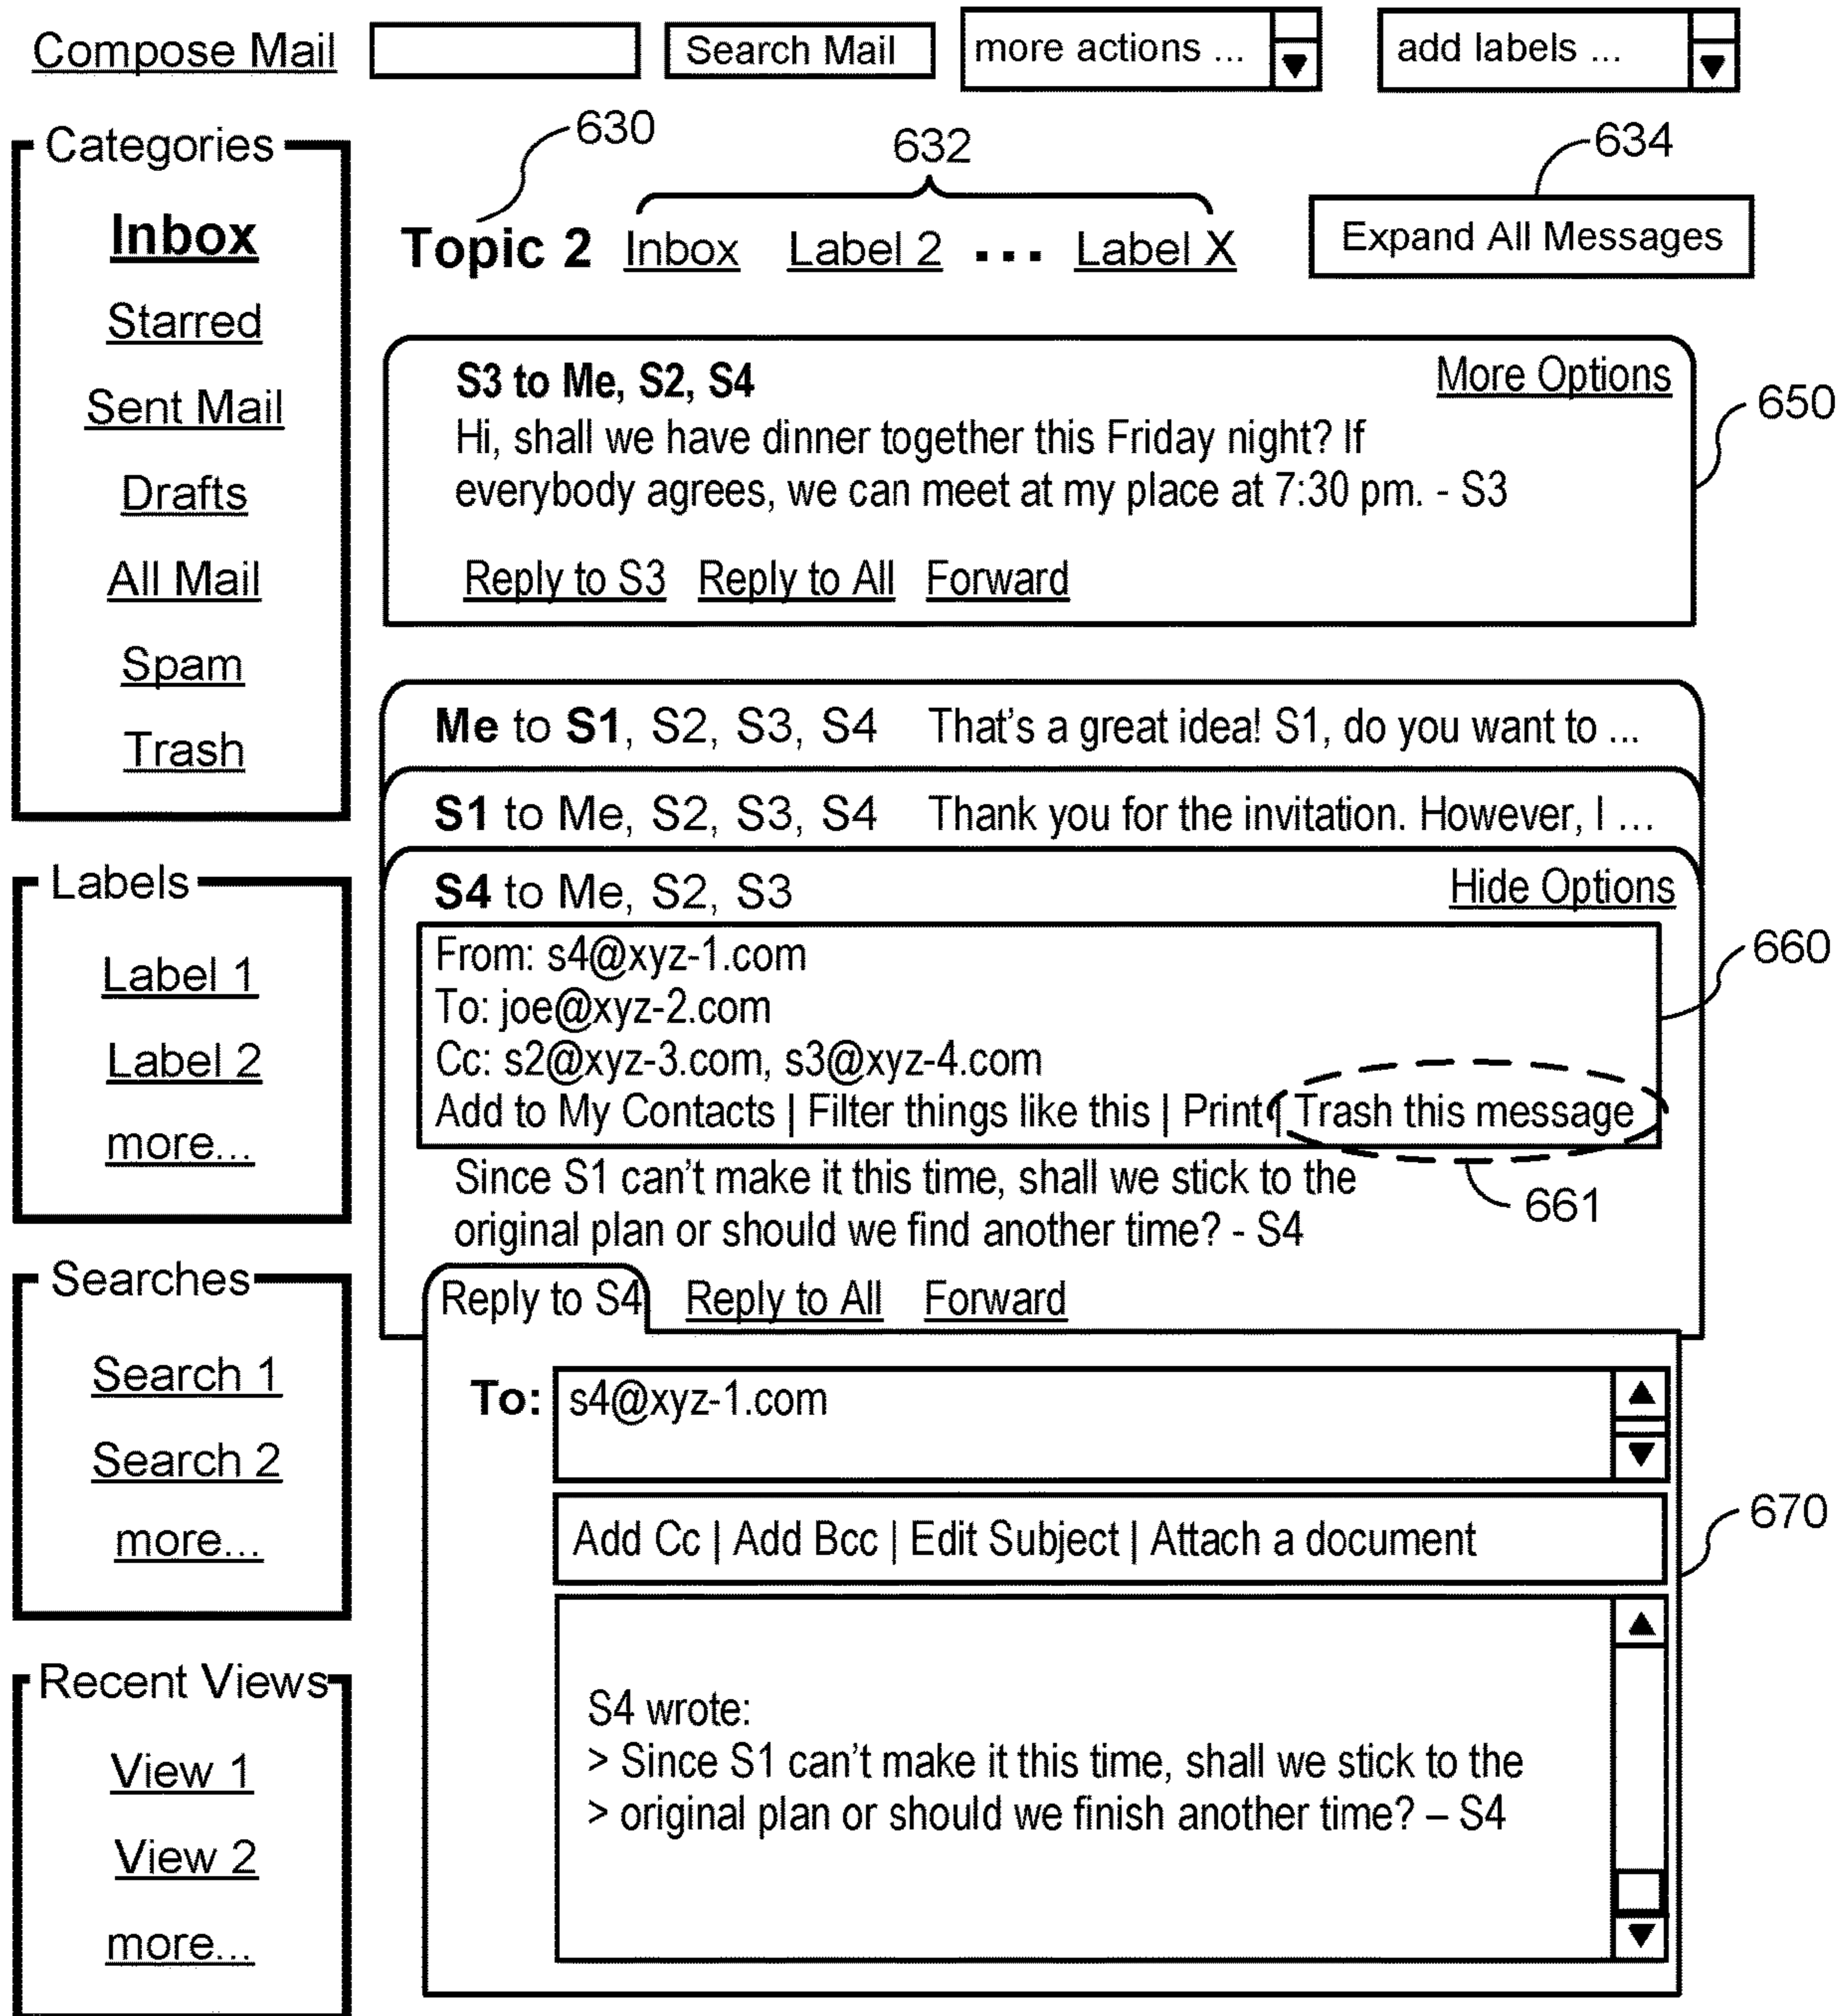 Compose Mail Search Mail more actions ... add labels ...
630 632 634
Categories
Inbox
Starred
Sent Mail
Drafts
All Mail
Spam
Trash
Labels
Label 1
Label 2
more...
Searches
Search 1
Search 2
more...
Recent Views
View 1
View 2
more...
Topic 2 Inbox Label 2 ... Label X Expand All Messages
S3 to Me, S2, S4 More Options
650
Hi, shall we have dinner together this Friday night? If
everybody agrees, we can meet at my place at 7:30 pm. - S3
Reply to S3 Reply to All Forward
Me to S1, S2, S3, S4 That's a great idea! S1, do you want to ...
S1 to Me, S2, S3, S4 Thank you for the invitation. However, I ...
S4 to Me, S2, S3 Hide Options
From: s4@xyz-1.com
660
To: joe@xyz-2.com
Cc: s2@xyz-3.com, s3@xyz-4.com
Add to My Contacts | Filter things like this | Print | Trash this message
Since S1 can't make it this time, shall we stick to the
661
original plan or should we find another time? - S4
Reply to S4 Reply to All Forward
To: s4@xyz-1.com
Add Cc | Add Bcc | Edit Subject | Attach a document
670
S4 wrote:
> Since S1 can't make it this time, shall we stick to the
> original plan or should we finish another time? – S4